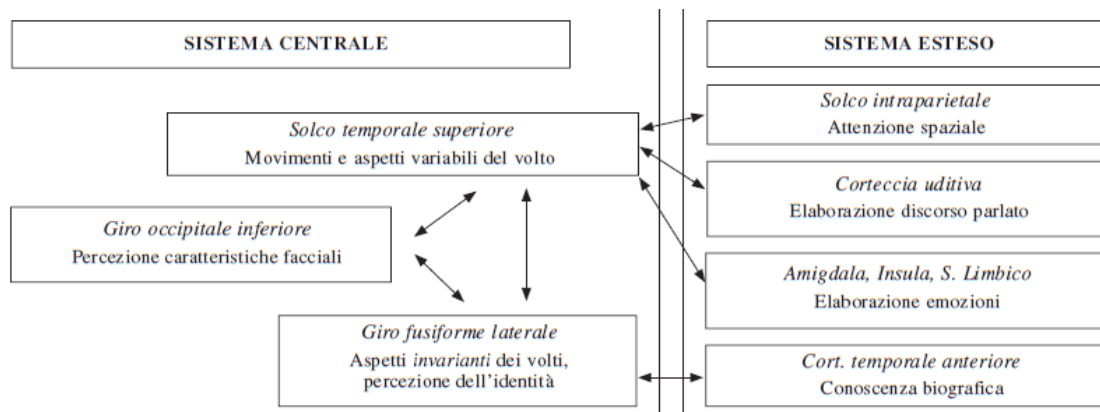 SISTEMA CENTRALE
SISTEMA ESTESO
Solco temporale superiore
Movimenti e aspetti variabili del volto
Giro occipitale inferiore
Percezione caratteristiche facciali
Giro fusiforme laterale
Aspetti invarianti dei volti,
percezione dell'identità
Solco intraparietale
Attenzione spaziale
Corteccia uditiva
Elaborazione discorso parlato
Amigdala, Insula, S. Limbico
Elaborazione emozioni
Cort. temporale anteriore
Conoscenza biografica